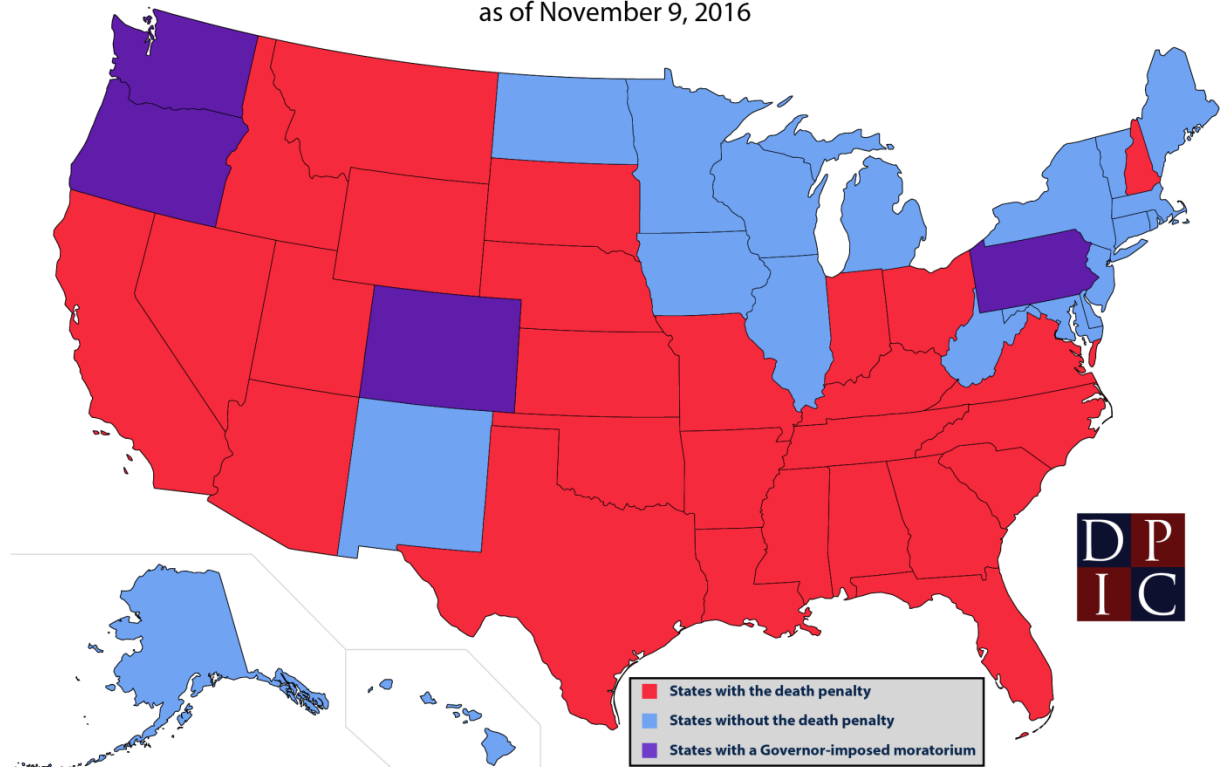 as of November 9, 2016
D P
I C
States with the death penalty
States without the death penalty
States with a Governor-imposed moratorium